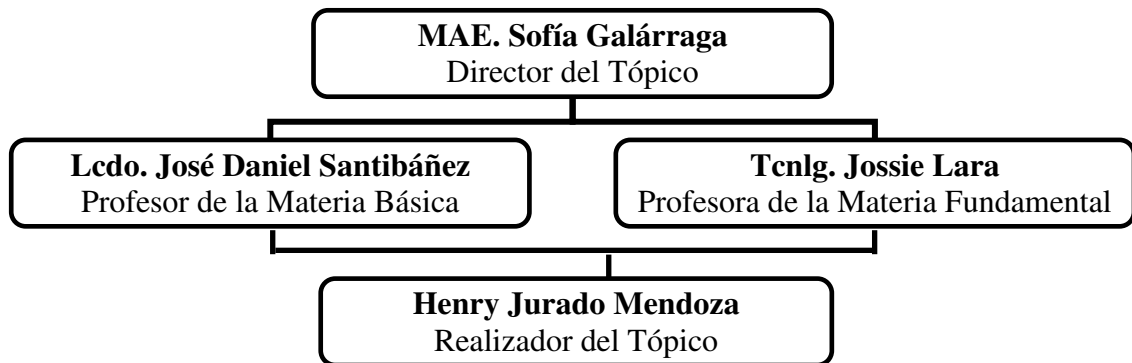 MAE. Sofía Galárraga
Director del Tópico
Lcdo. José Daniel Santibáñez
Profesor de la Materia Básica
Tcnlg. Jossie Lara
Profesora de la Materia Fundamental
Henry Jurado Mendoza
Realizador del Tópico